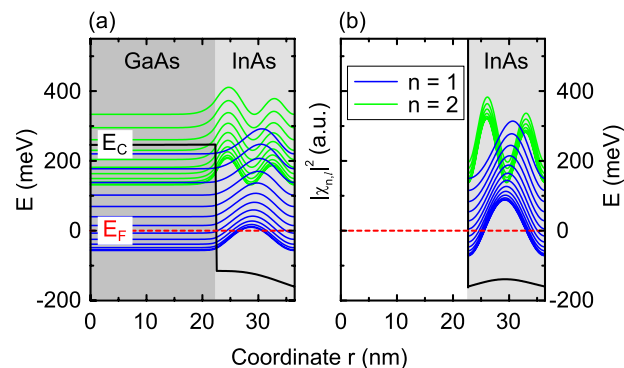 (a)
(b)
GaAs
InAs
InAs
n = 1
n = 2
E_C
E_F
400
200
0
-200
E (meV)
|χ_{n,l}|² (a.u.)
400
200
0
-200
E (meV)
0
10
20
30
0
10
20
30
Coordinate r (nm)